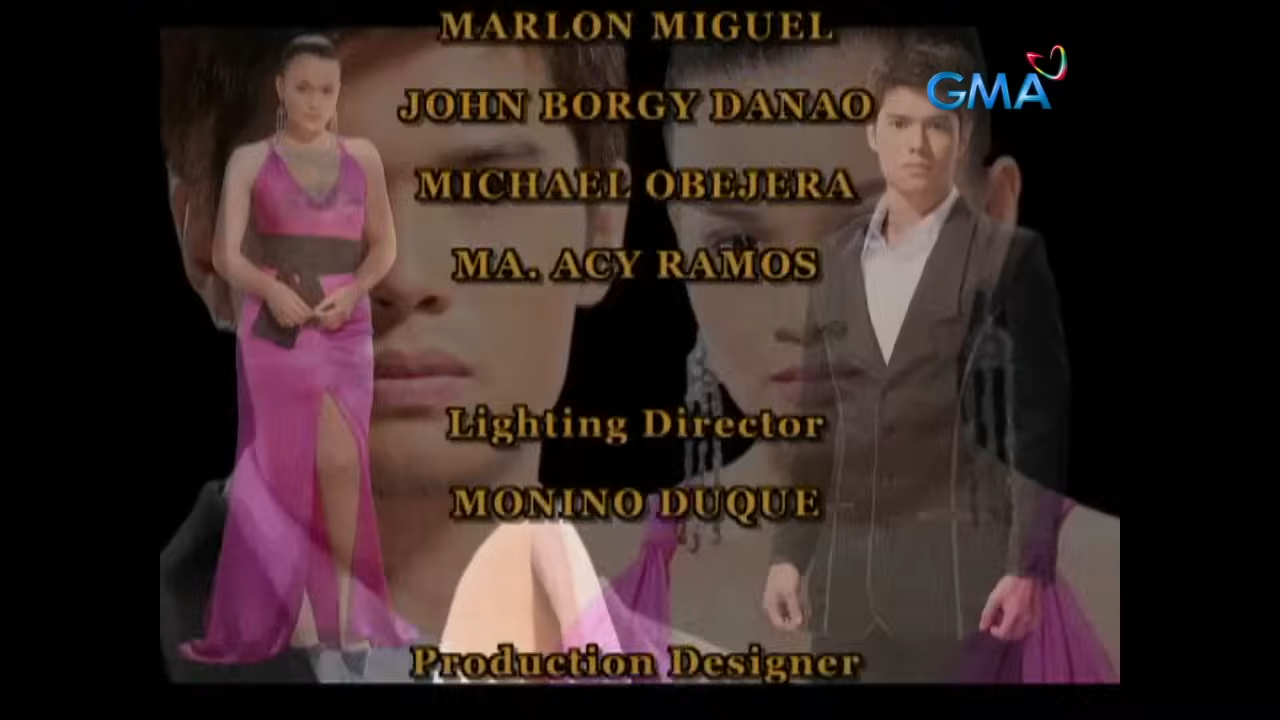 MARLON MIGUEL
GMA
JOHN BORGY DANAO
MICHAEL OBEJERA
MA. ACY RAMOS
Lighting Director
MONINO DUQUE
Production Designer